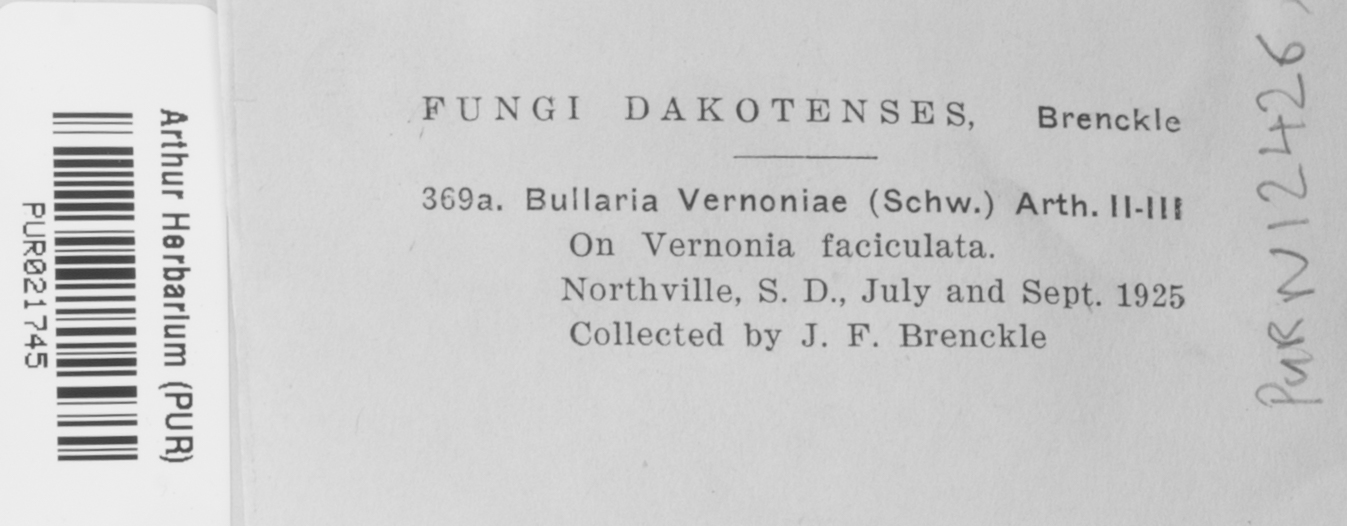 FUNGI DAKOTENSES, Brenckle
369a. Bullaria Vernoniae (Schw.) Arth. II-III
On Vernonia faciculata.
Northville, S. D., July and Sept. 1925
Collected by J. F. Brenckle
Arthur Herbarium (PUR)
PUR021745
PUR N12426